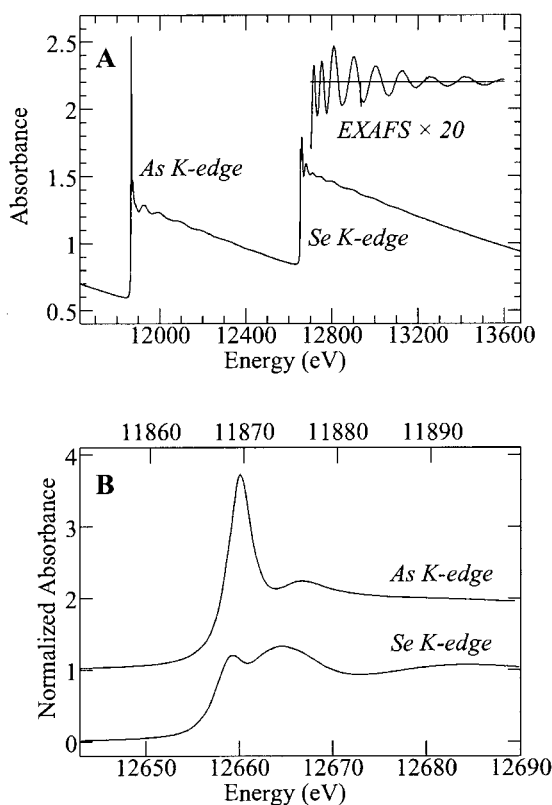 A
2.5
2
1.5
1
0.5
Absorbance
As K-edge
EXAFS × 20
Se K-edge
12000 12400 12800 13200 13600
Energy (eV)
11860 11870 11880 11890
B
4
3
2
1
0
Normalized Absorbance
As K-edge
Se K-edge
12650 12660 12670 12680 12690
Energy (eV)